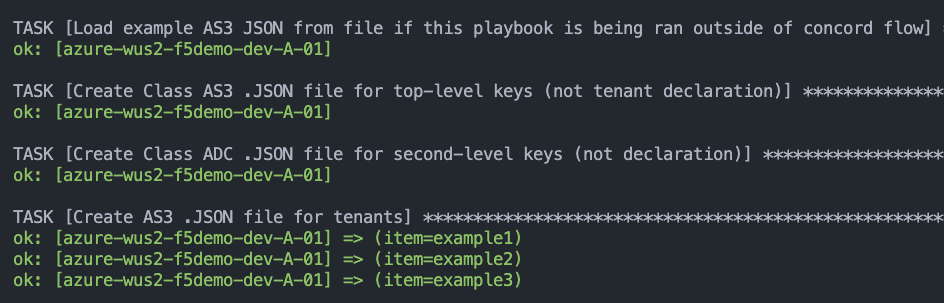 TASK [Load example AS3 JSON from file if this playbook is being ran outside of concord flow] *
ok: [azure-wus2-f5demo-dev-A-01]
TASK [Create Class AS3 .JSON file for top-level keys (not tenant declaration)] **************
ok: [azure-wus2-f5demo-dev-A-01]
TASK [Create Class ADC .JSON file for second-level keys (not declaration)] ******************
ok: [azure-wus2-f5demo-dev-A-01]
TASK [Create AS3 .JSON file for tenants] ****************************************************
ok: [azure-wus2-f5demo-dev-A-01] => (item=example1)
ok: [azure-wus2-f5demo-dev-A-01] => (item=example2)
ok: [azure-wus2-f5demo-dev-A-01] => (item=example3)